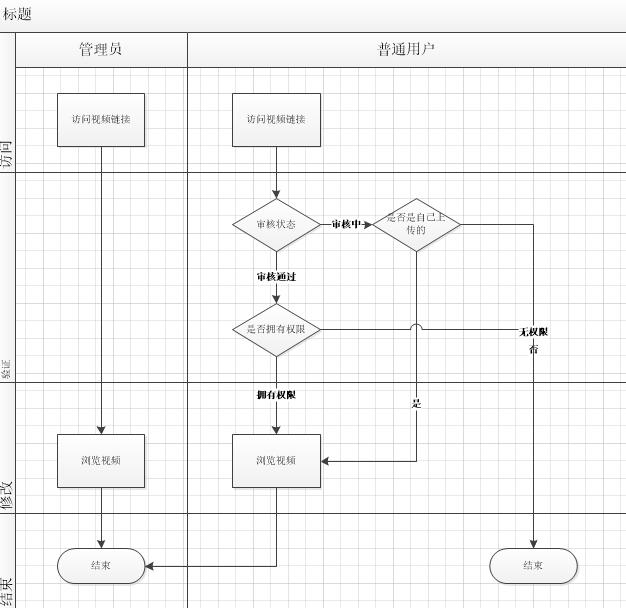 标题
管理员
普通用户
访问
访问视频链接
访问视频链接
验证
审核状态
审核中
是否是自己上
传的
审核通过
是否拥有权限
无权限
否
拥有权限
是
修改
浏览视频
浏览视频
结束
结束
结束